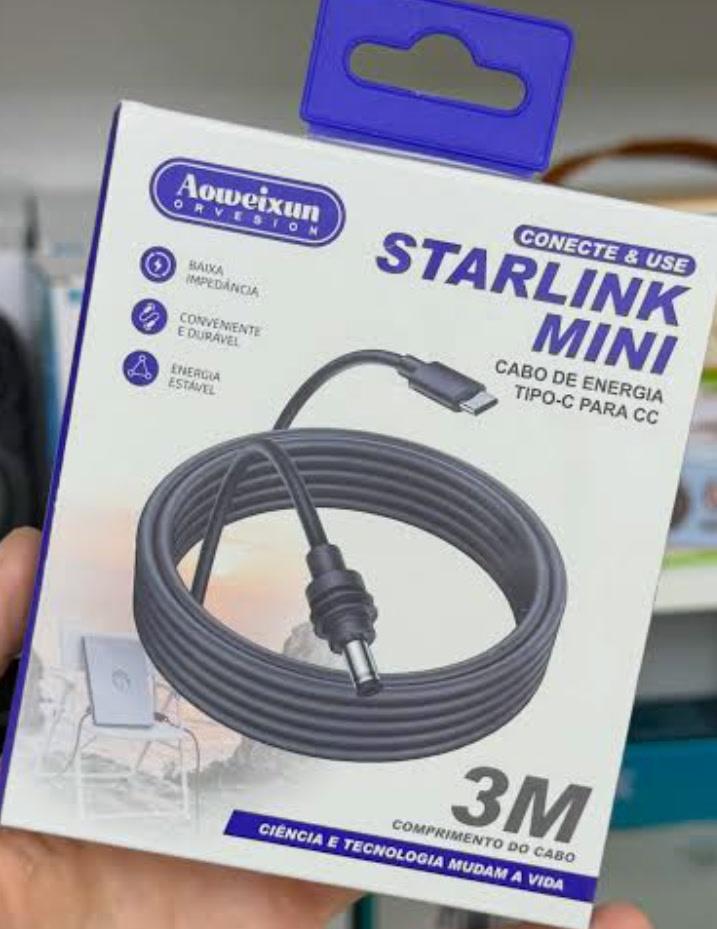 Aoweixun
ORVESION
BAIXA
IMPEDÂNCIA
CONVENIENTE
E DURÁVEL
ENERGIA
ESTÁVEL
CONECTE & USE
STARLINK
MINI
CABO DE ENERGIA
TIPO-C PARA CC
3M
COMPRIMENTO DO CABO
CIÊNCIA E TECNOLOGIA MUDAM A VIDA